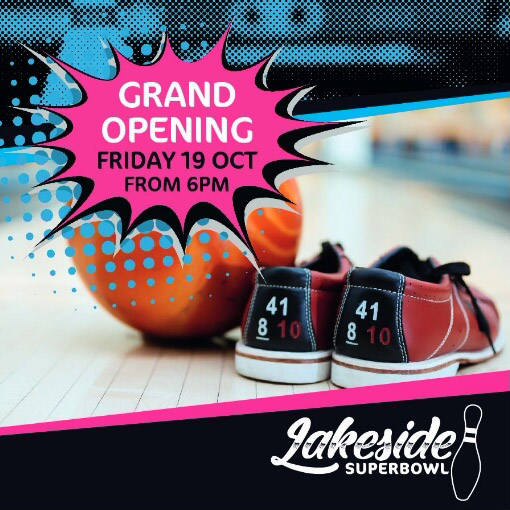 GRAND
OPENING
FRIDAY 19 OCT
FROM 6PM
41
8 10
41
8 10
Lakeside
SUPERBOWL